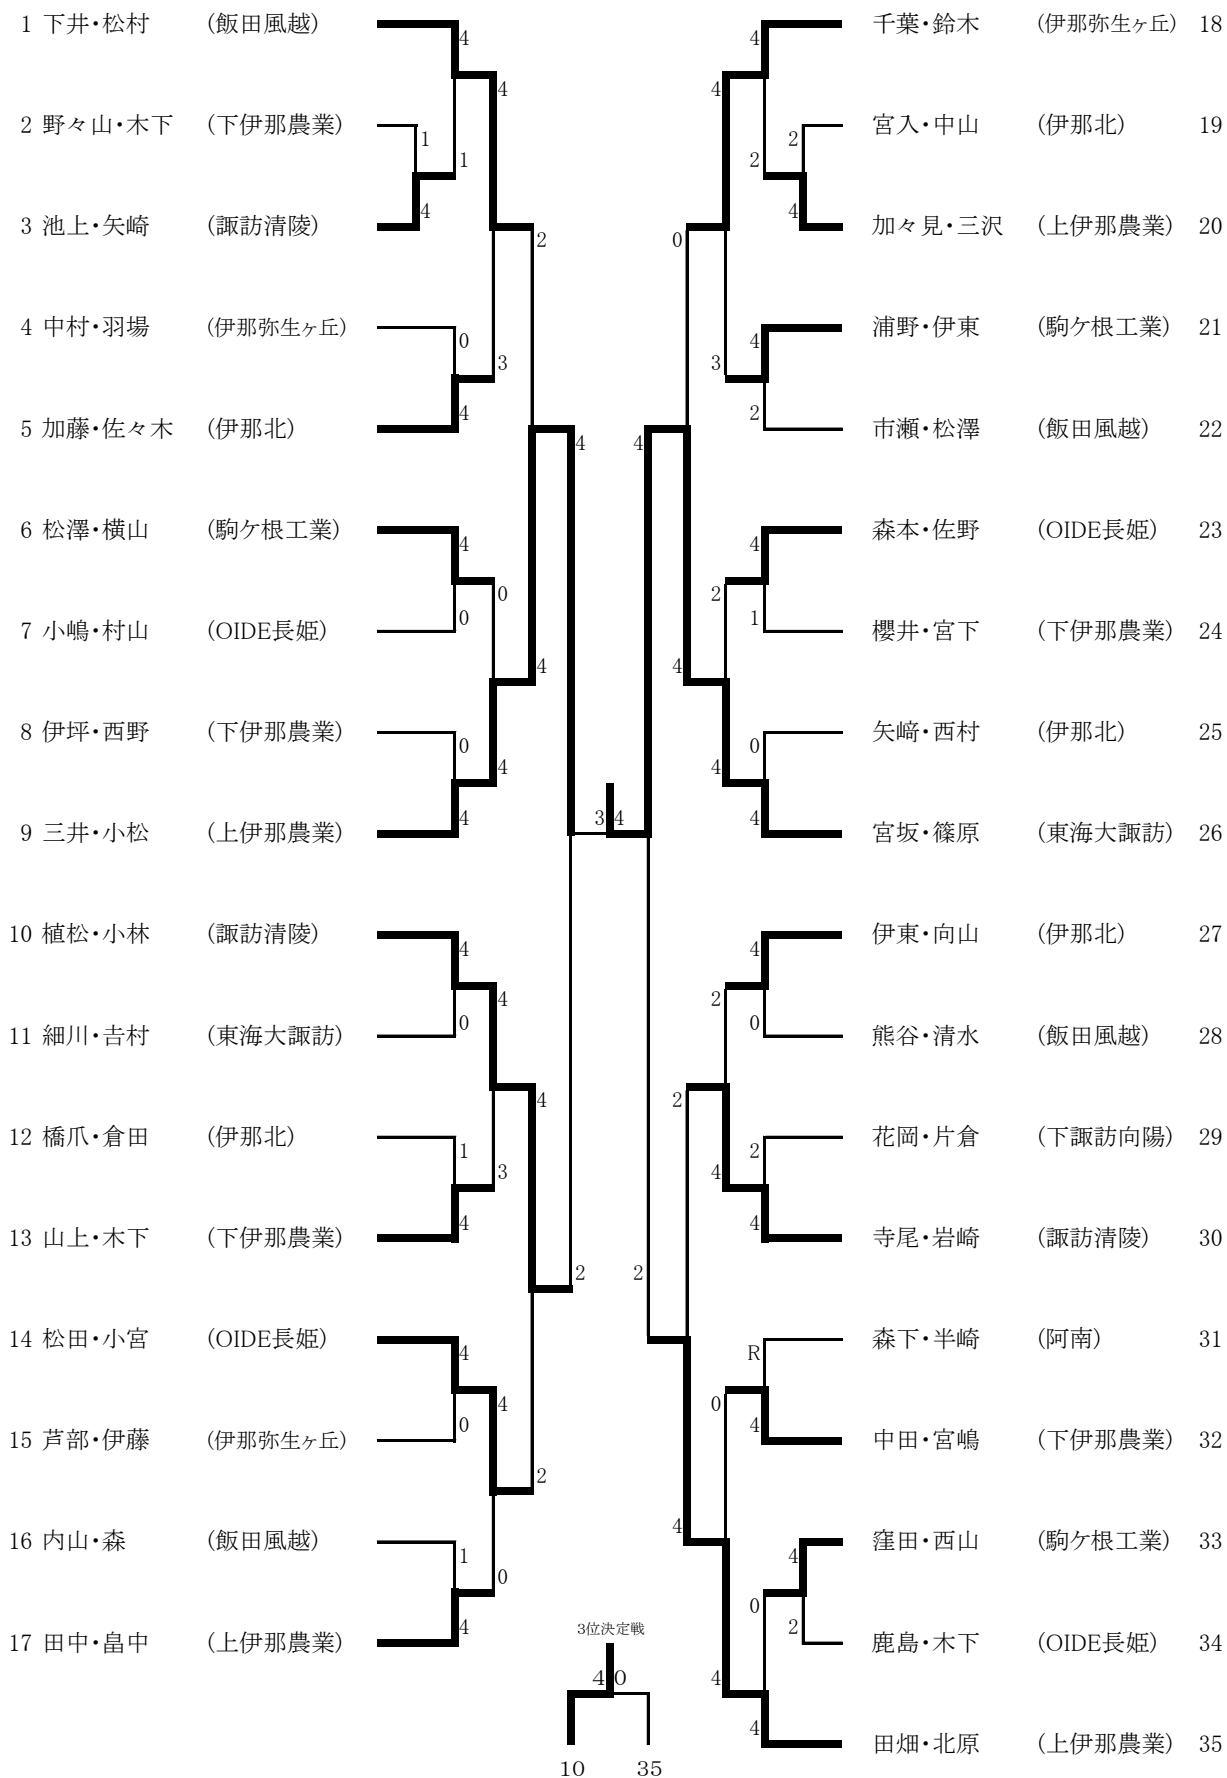 1 下井・松村 (飯田風越)
2 野々山・木下 (下伊那農業)
3 池上・矢崎 (諏訪清陵)
4 中村・羽場 (伊那弥生ヶ丘)
5 加藤・佐々木 (伊那北)
6 松澤・横山 (駒ケ根工業)
7 小嶋・村山 (OIDE長姫)
8 伊坪・西野 (下伊那農業)
9 三井・小松 (上伊那農業)
10 植松・小林 (諏訪清陵)
11 細川・吉村 (東海大諏訪)
12 橋爪・倉田 (伊那北)
13 山上・木下 (下伊那農業)
14 松田・小宮 (OIDE長姫)
15 芦部・伊藤 (伊那弥生ヶ丘)
16 内山・森 (飯田風越)
17 田中・畠中 (上伊那農業)
4
4
1
1
4
2
0
3
4
4
4
0
0
4
0
4
4
4
4
0
4
1
3
4
2
4
4
0
2
1
0
4
3 4
千葉・鈴木 (伊那弥生ヶ丘) 18
宮入・中山 (伊那北) 19
加々見・三沢 (上伊那農業) 20
浦野・伊東 (駒ケ根工業) 21
市瀬・松澤 (飯田風越) 22
森本・佐野 (OIDE長姫) 23
櫻井・宮下 (下伊那農業) 24
矢﨑・西村 (伊那北) 25
宮坂・篠原 (東海大諏訪) 26
伊東・向山 (伊那北) 27
熊谷・清水 (飯田風越) 28
花岡・片倉 (下諏訪向陽) 29
寺尾・岩崎 (諏訪清陵) 30
森下・半崎 (阿南) 31
中田・宮嶋 (下伊那農業) 32
窪田・西山 (駒ケ根工業) 33
鹿島・木下 (OIDE長姫) 34
田畑・北原 (上伊那農業) 35
4
4
2
2
4
0
4
3
2
4
4
2
1
4
0
4
4
4
2
0
2
2
4
4
2
R
0
4
4
4
0
2
4
4
3位決定戦
4 0
10 35